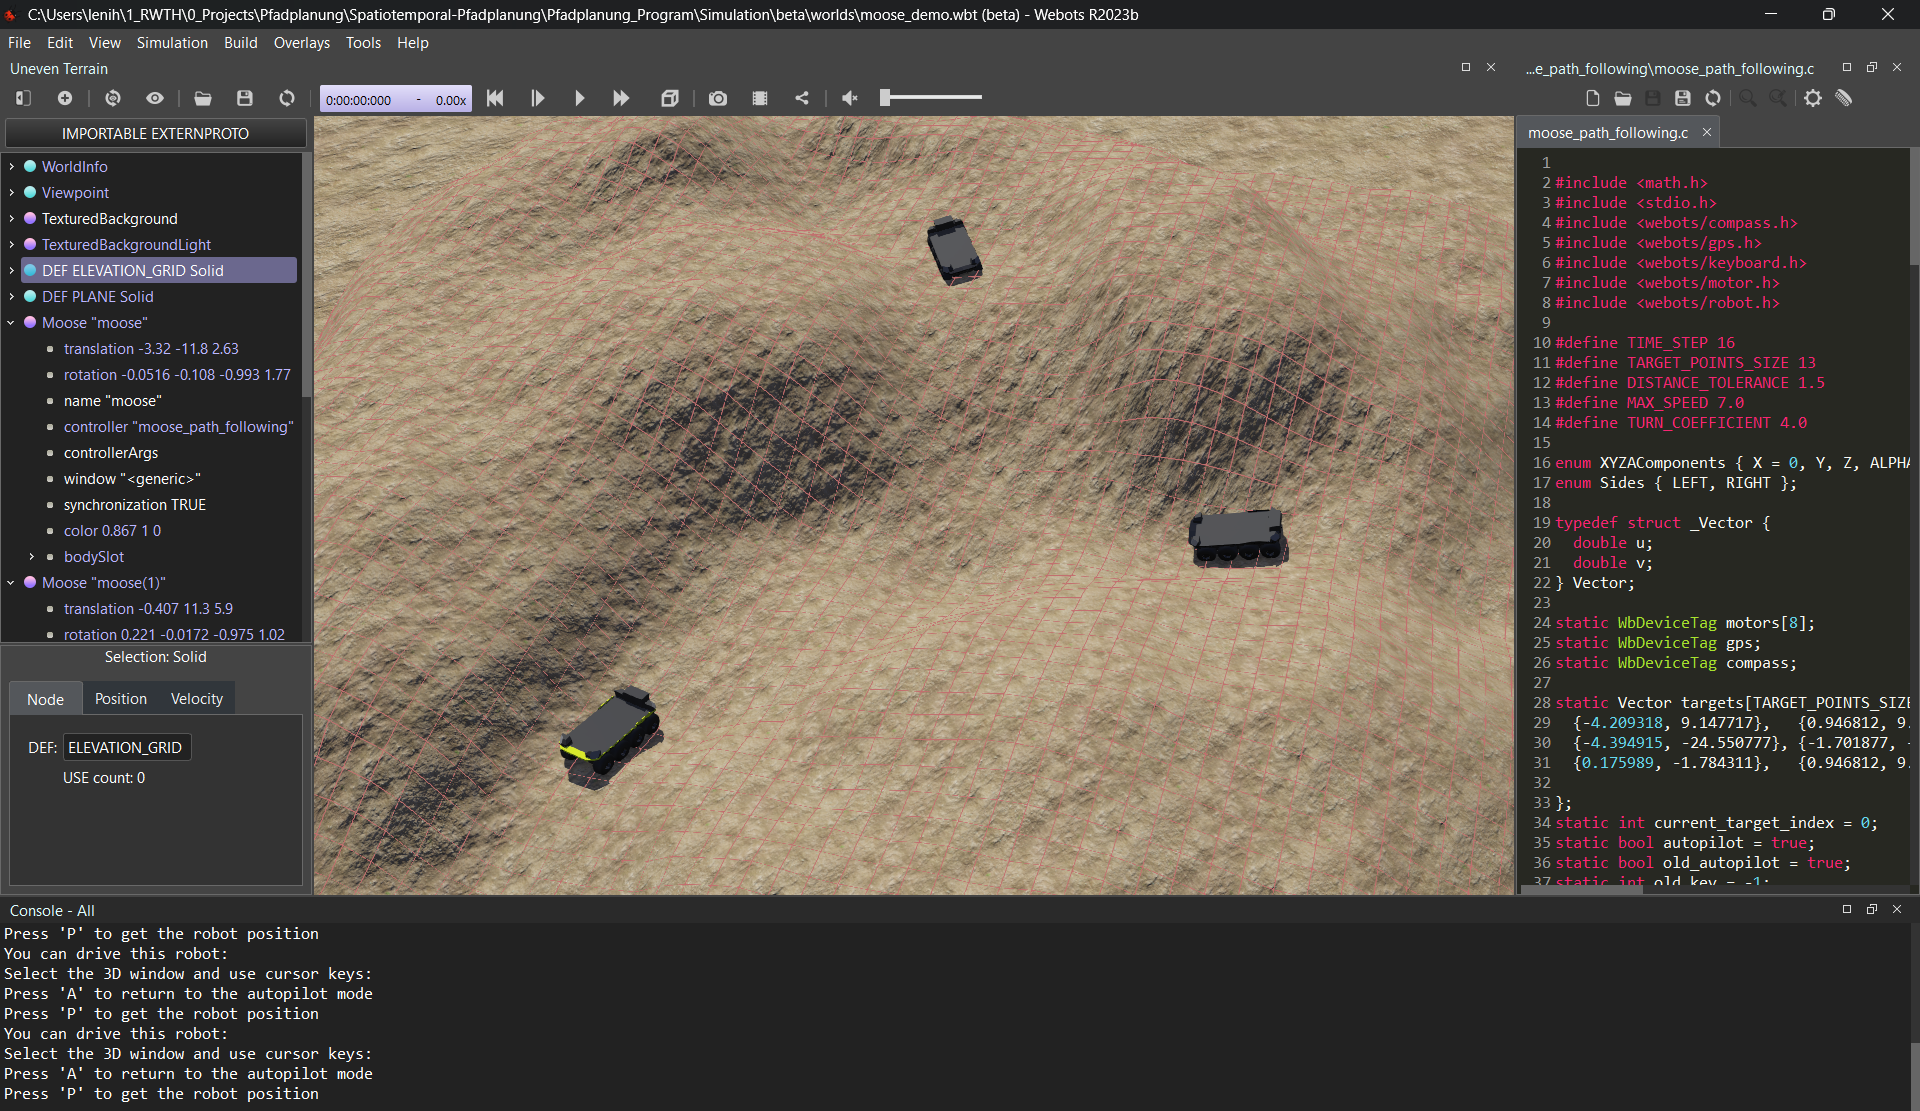 C:\Users\lenih\1_RWTH\0_Projects\Pfadplanung\Spatiotemporal-Pfadplanung\Pfadplanung_Program\Simulation\beta\worlds\moose_demo.wbt (beta) - Webots R2023b
File Edit View Simulation Build Overlays Tools Help
Uneven Terrain
0:00:00:000 - 0.00x
IMPORTABLE EXTERNPROTO
WorldInfo
Viewpoint
TexturedBackground
TexturedBackgroundLight
DEF ELEVATION_GRID Solid
DEF PLANE Solid
Moose "moose"
translation -3.32 -11.8 2.63
rotation -0.0516 -0.108 -0.993 1.77
name "moose"
controller "moose_path_following"
controllerArgs
window "<generic>"
synchronization TRUE
color 0.867 1 0
bodySlot
Moose "moose(1)"
translation -0.407 11.3 5.9
rotation 0.221 -0.0172 -0.975 1.02
Selection: Solid
Node Position Velocity
DEF: ELEVATION_GRID
USE count: 0
...e_path_following\moose_path_following.c
moose_path_following.c
1
2 #include <math.h>
3 #include <stdio.h>
4 #include <webots/compass.h>
5 #include <webots/gps.h>
6 #include <webots/keyboard.h>
7 #include <webots/motor.h>
8 #include <webots/robot.h>
9
10 #define TIME_STEP 16
11 #define TARGET_POINTS_SIZE 13
12 #define DISTANCE_TOLERANCE 1.5
13 #define MAX_SPEED 7.0
14 #define TURN_COEFFICIENT 4.0
15
16 enum XYZAComponents { X = 0, Y, Z, ALPHA
17 enum Sides { LEFT, RIGHT };
18
19 typedef struct _Vector {
20 double u;
21 double v;
22 } Vector;
23
24 static WbDeviceTag motors[8];
25 static WbDeviceTag gps;
26 static WbDeviceTag compass;
27
28 static Vector targets[TARGET_POINTS_SIZE
29 {-4.209318, 9.147717}, {0.946812, 9.
30 {-4.394915, -24.550777}, {-1.701877, -
31 {0.175989, -1.784311}, {0.946812, 9.
32
33 };
34 static int current_target_index = 0;
35 static bool autopilot = true;
36 static bool old_autopilot = true;
37 static int old_key = -1;
Console - All
Press 'P' to get the robot position
You can drive this robot:
Select the 3D window and use cursor keys:
Press 'A' to return to the autopilot mode
Press 'P' to get the robot position
You can drive this robot:
Select the 3D window and use cursor keys:
Press 'A' to return to the autopilot mode
Press 'P' to get the robot position